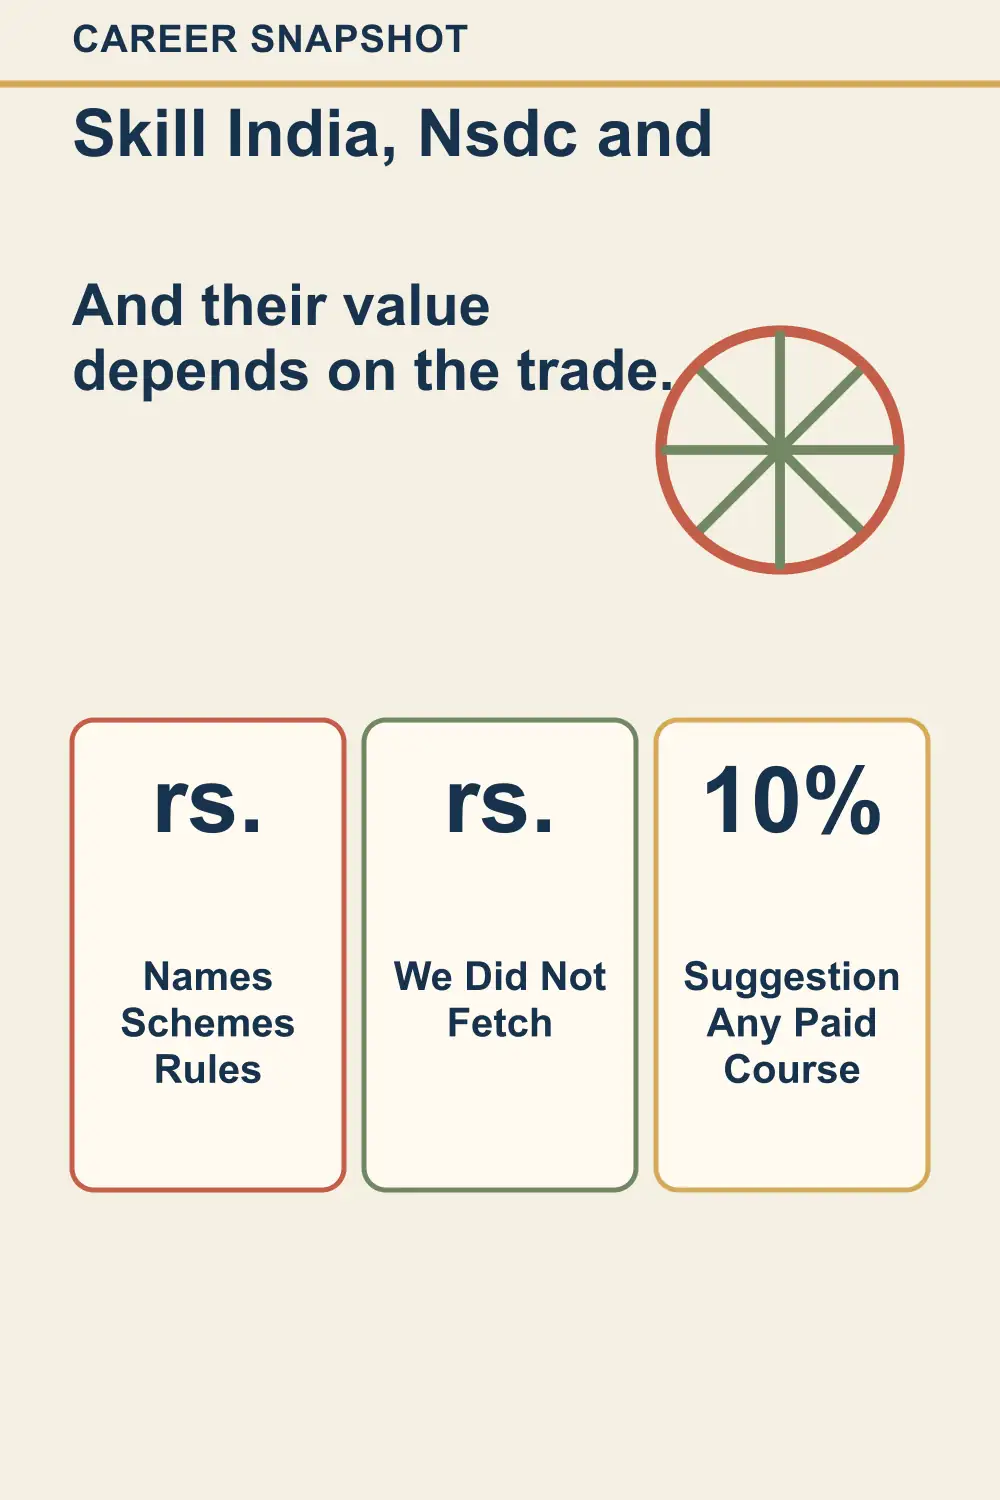 CAREER SNAPSHOT
Skill India, Nsdc and
And their value
depends on the trade.
rs.
Names
Schemes
Rules
rs.
We Did Not
Fetch
10%
Suggestion
Any Paid
Course